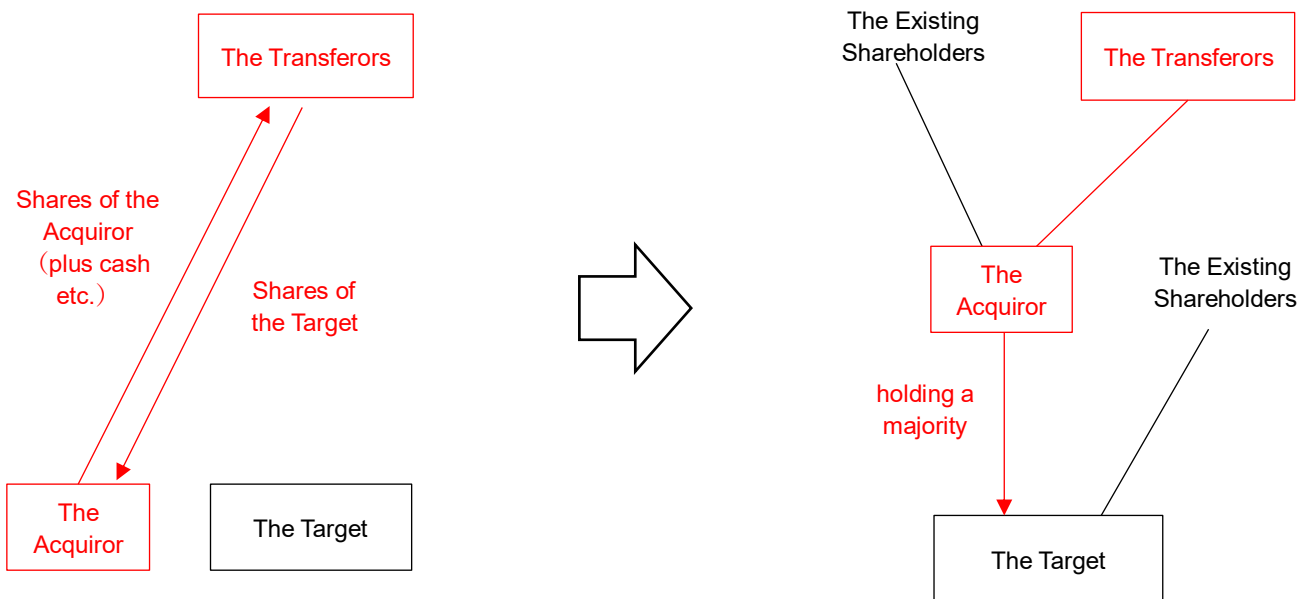 The Transferors
Shares of the
Acquiror
（plus cash
etc.）
Shares of
the Target
The
Acquiror
The Target
The Existing
Shareholders
The Transferors
The
Acquiror
The Existing
Shareholders
holding a
majority
The Target